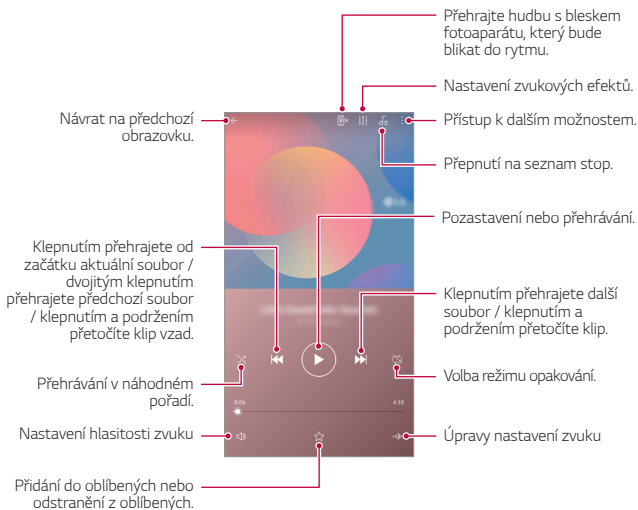 Přehrajte hudbu s bleskem
fotoaparátu, který bude
blikat do rytmu.
Nastavení zvukových efektů.
Návrat na předchozí
obrazovku.
Přístup k dalším možnostem.
Přepnutí na seznam stop.
LG
Pozastavení nebo přehrávání.
Klepnutím přehrajete od
začátku aktuální soubor /
dvojitým klepnutím
přehrajete předchozí soubor
/ klepnutím a podržením
přetočíte klip vzad.
Klepnutím přehrajete další
soubor / klepnutím a
podržením přetočíte klip.
Přehrávání v náhodném
pořadí.
Volba režimu opakování.
0:04
4:10
Nastavení hlasitosti zvuku
Úpravy nastavení zvuku
Přidání do oblíbených nebo
odstranění z oblíbených.